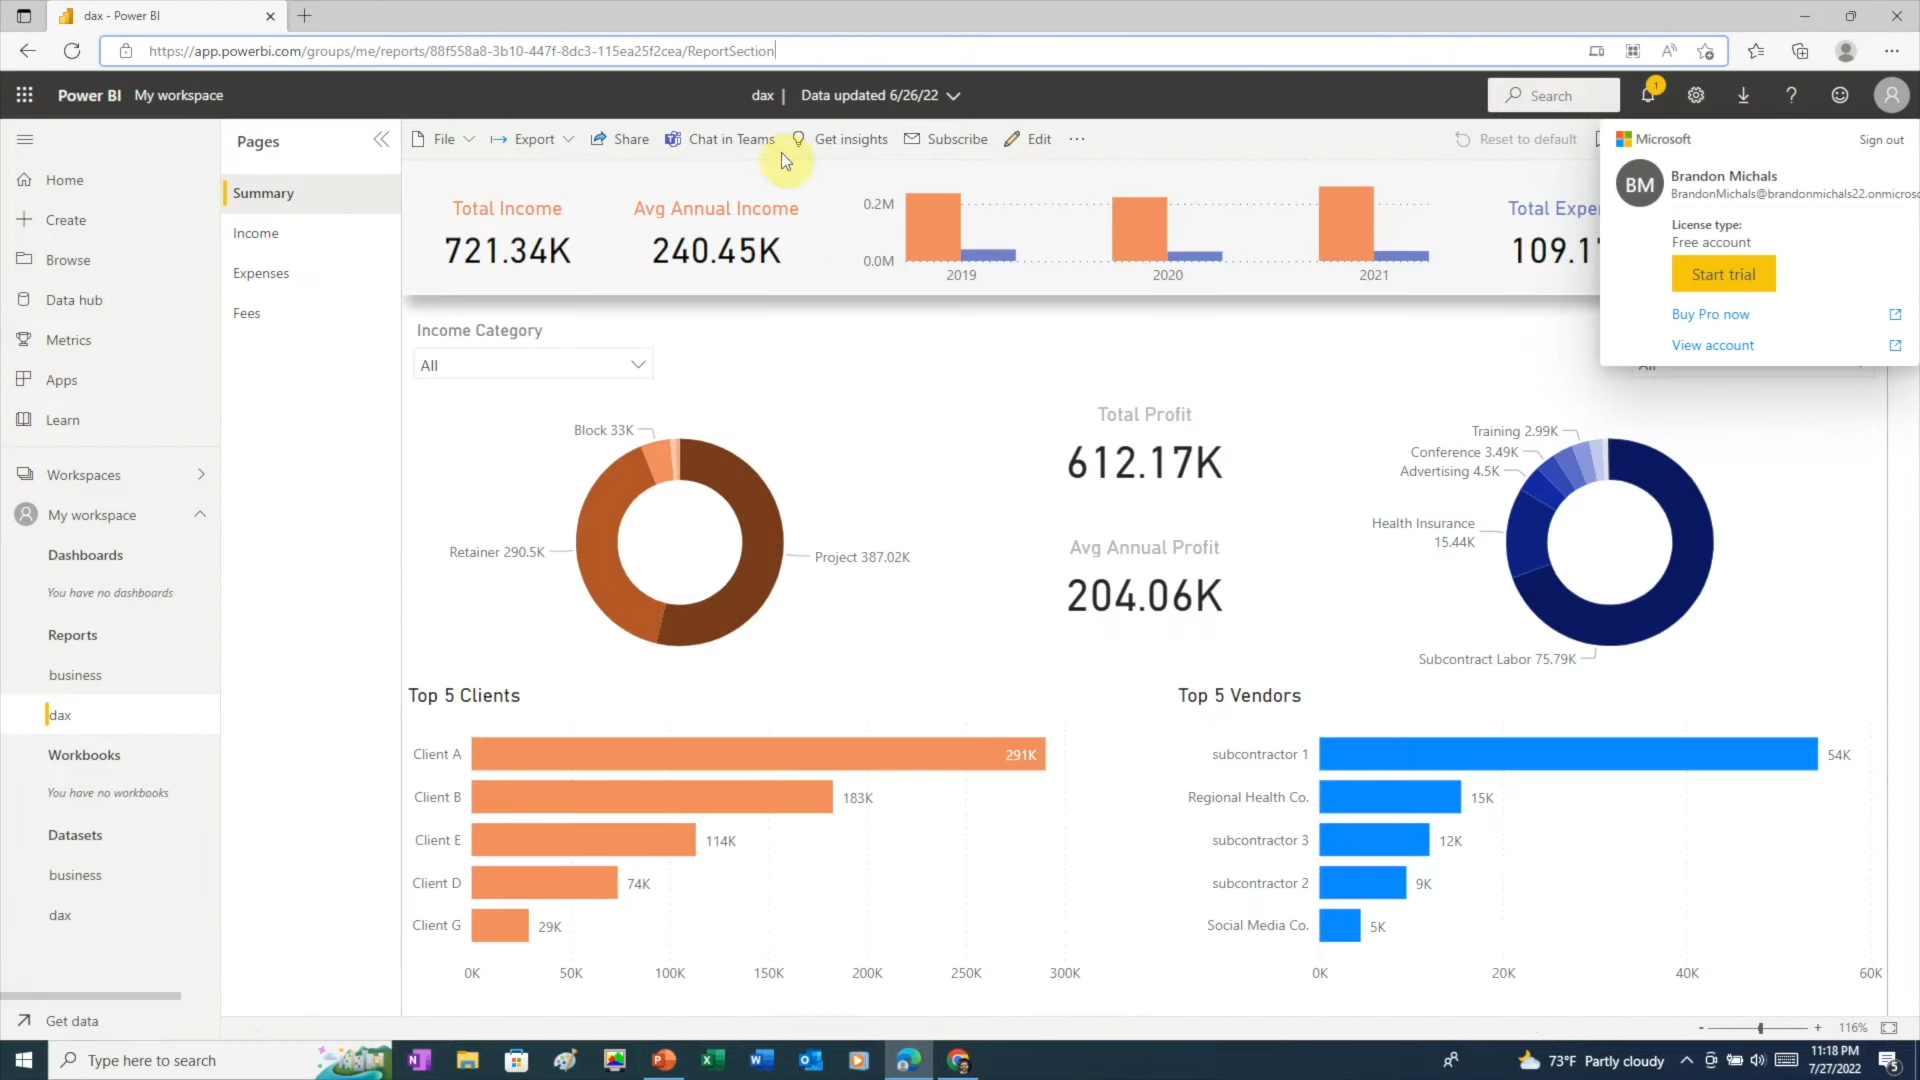 dax - Power BI
https://app.powerbi.com/groups/me/reports/88f558a8-3b10-447f-8dc3-115ea25f2cea/ReportSection
Power BI My workspace
dax | Data updated 6/26/22
Search
1
Pages
File
Export
Share
Chat in Teams
Get insights
Subscribe
Edit
Reset to default
Microsoft
Sign out
BM
Brandon Michals
BrandonMichals@brandonmichals22.onmicros
License type:
Free account
Start trial
Buy Pro now
View account
Home
Create
Browse
Data hub
Metrics
Apps
Learn
Workspaces
My workspace
Dashboards
You have no dashboards
Reports
business
dax
Workbooks
You have no workbooks
Datasets
business
dax
Get data
Summary
Income
Expenses
Fees
Total Income
721.34K
Avg Annual Income
240.45K
0.2M
0.0M
2019
2020
2021
Total Expe
109.1
Income Category
All
All
Block 33K
Retainer 290.5K
Project 387.02K
Total Profit
612.17K
Avg Annual Profit
204.06K
Training 2.99K
Conference 3.49K
Advertising 4.5K
Health Insurance
15.44K
Subcontract Labor 75.79K
Top 5 Clients
Client A
291K
Client B
183K
Client E
114K
Client D
74K
Client G
29K
0K
50K
100K
150K
200K
250K
300K
Top 5 Vendors
subcontractor 1
54K
Regional Health Co.
15K
subcontractor 3
12K
subcontractor 2
9K
Social Media Co.
5K
0K
20K
40K
60K
- + 116%
Type here to search
73°F Partly cloudy
11:18 PM
7/27/2022
5